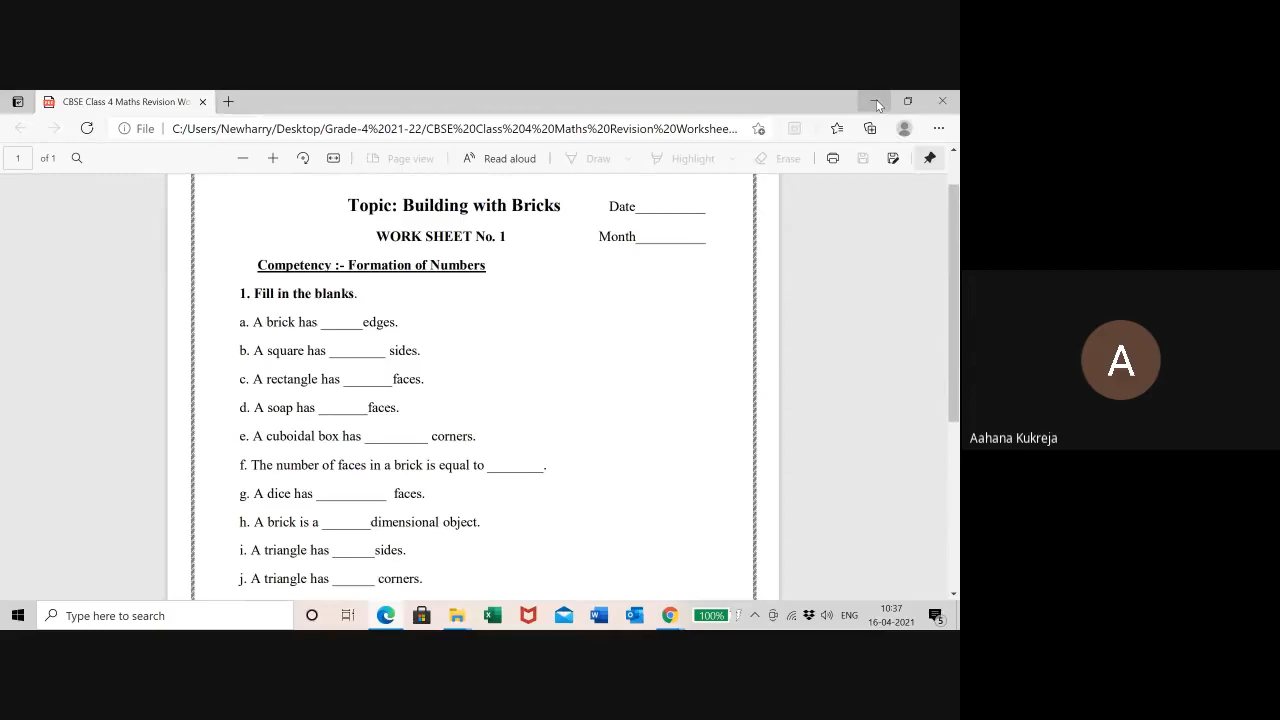 CBSE Class 4 Maths Revision Wo
File C:/Users/Newharry/Desktop/Grade-4%2021-22/CBSE%20Class%204%20Maths%20Revision%20Workshee...
1 of 1 Page view Read aloud Draw Highlight Erase
Topic: Building with Bricks Date__________
WORK SHEET No. 1 Month__________
Competency :- Formation of Numbers
1. Fill in the blanks.
a. A brick has ______edges.
b. A square has ________ sides.
c. A rectangle has _______faces.
d. A soap has _______faces.
e. A cuboidal box has _________ corners.
f. The number of faces in a brick is equal to ________.
g. A dice has __________ faces.
h. A brick is a _______dimensional object.
i. A triangle has ______sides.
j. A triangle has ______ corners.
A
Aahana Kukreja
Type here to search 100% ENG 10:37
16-04-2021 5